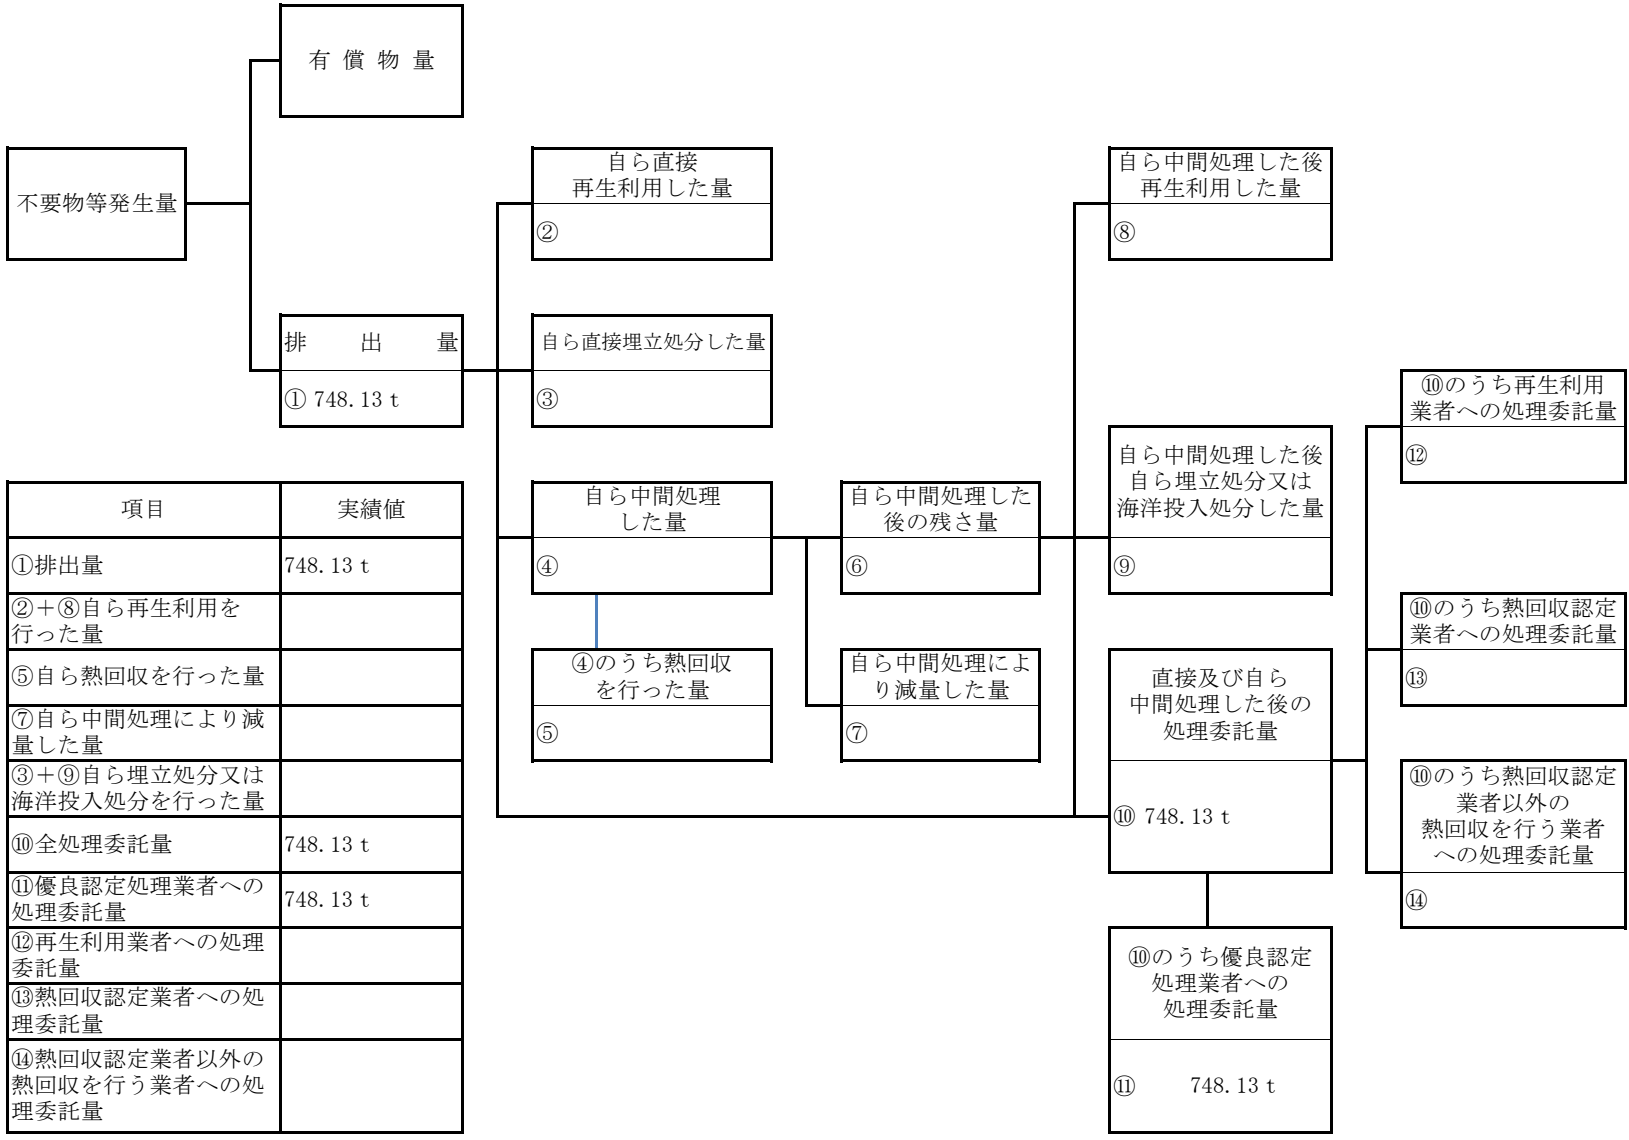 有 償 物 量
不要物等発生量
自ら直接
再生利用した量
②
自ら中間処理した後
再生利用した量
⑧
排 出 量
① 748.13 t
自ら直接埋立処分した量
③
⑩のうち再生利用
業者への処理委託量
⑫
自ら中間処理した後
自ら埋立処分又は
海洋投入処分した量
⑨
自ら中間処理
した量
④
自ら中間処理した
後の残さ量
⑥
⑩のうち熱回収認定
業者への処理委託量
⑬
④のうち熱回収
を行った量
⑤
自ら中間処理によ
り減量した量
⑦
直接及び自ら
中間処理した後の
処理委託量
⑩ 748.13 t
⑩のうち熱回収認定
業者以外の
熱回収を行う業者
への処理委託量
⑭
⑩のうち優良認定
処理業者への
処理委託量
⑪ 748.13 t
項目 実績値
①排出量 748.13 t
②＋⑧自ら再生利用を
行った量
⑤自ら熱回収を行った量
⑦自ら中間処理により減
量した量
③＋⑨自ら埋立処分又は
海洋投入処分を行った量
⑩全処理委託量 748.13 t
⑪優良認定処理業者への
処理委託量 748.13 t
⑫再生利用業者への処理
委託量
⑬熱回収認定業者への処
理委託量
⑭熱回収認定業者以外の
熱回収を行う業者への処
理委託量